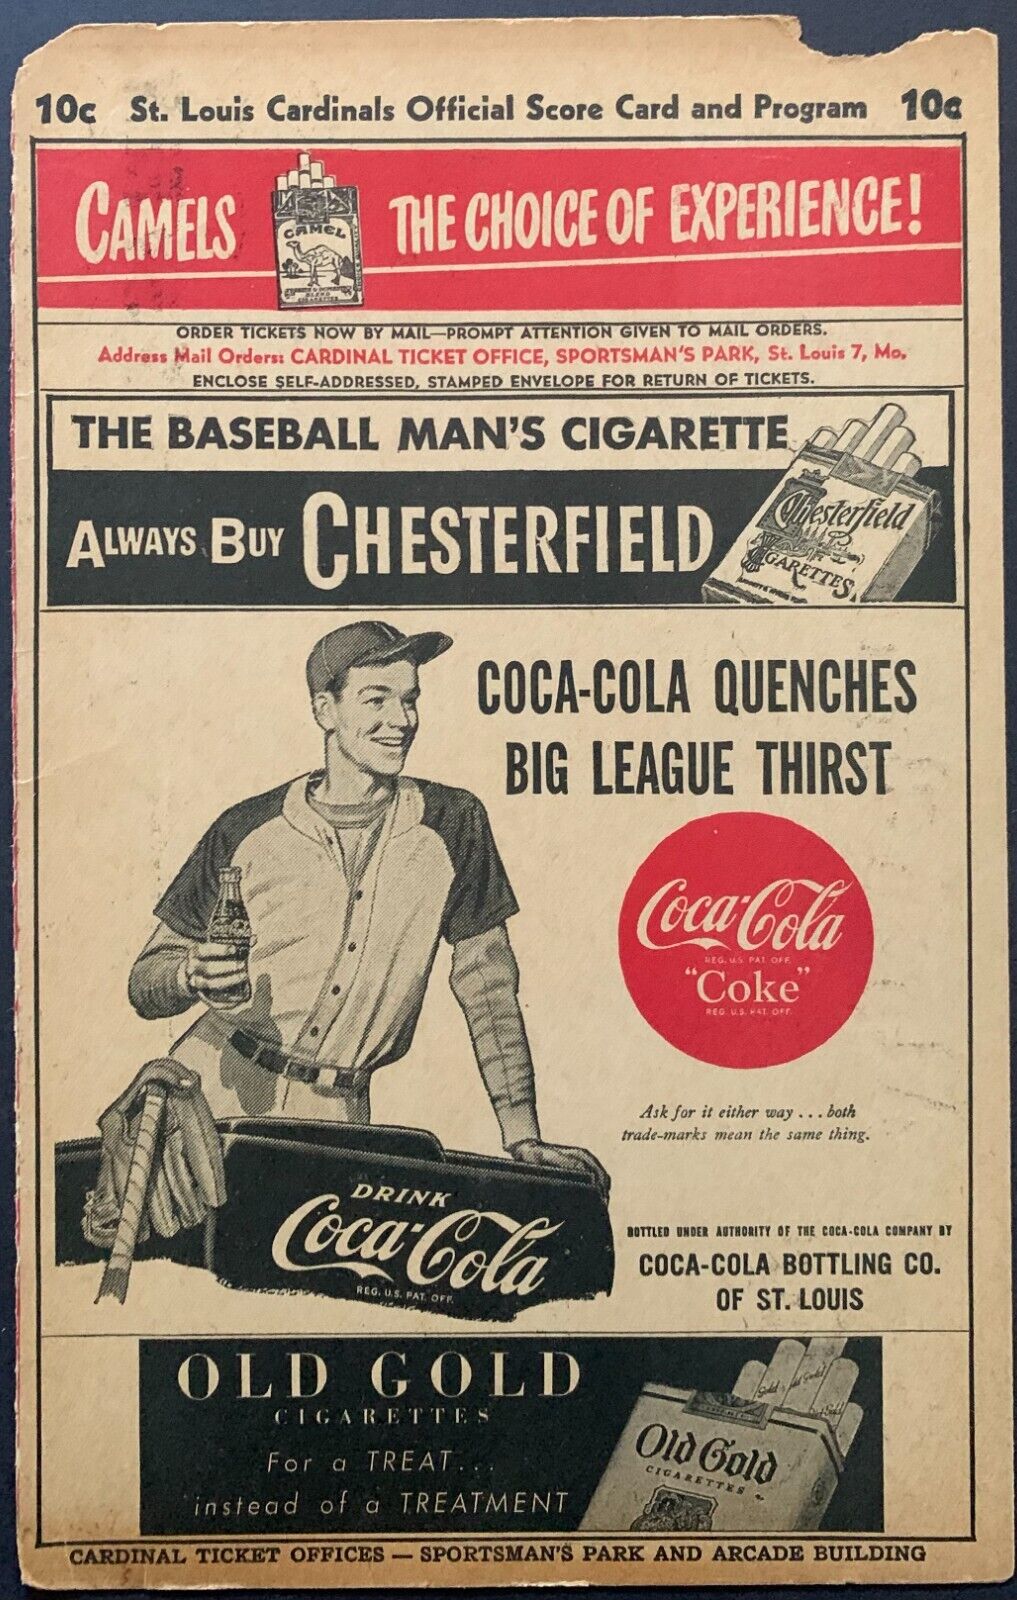 10c St. Louis Cardinals Official Score Card and Program 10c
CAMELS THE CHOICE OF EXPERIENCE!
CAMEL
BLEND
CIGARETTES
ORDER TICKETS NOW BY MAIL—PROMPT ATTENTION GIVEN TO MAIL ORDERS.
Address Mail Orders: CARDINAL TICKET OFFICE, SPORTSMAN'S PARK, St. Louis 7, Mo.
ENCLOSE SELF-ADDRESSED, STAMPED ENVELOPE FOR RETURN OF TICKETS.
THE BASEBALL MAN'S CIGARETTE
ALWAYS BUY CHESTERFIELD
Chesterfield
CIGARETTES
COCA-COLA QUENCHES
BIG LEAGUE THIRST
Coca-Cola
Coca-Cola
REG. U.S. PAT. OFF.
"Coke"
REG. U.S. PAT. OFF.
Ask for it either way . . . both
trade-marks mean the same thing.
DRINK
Coca-Cola
REG. U.S. PAT. OFF.
BOTTLED UNDER AUTHORITY OF THE COCA-COLA COMPANY BY
COCA-COLA BOTTLING CO.
OF ST. LOUIS
OLD GOLD
CIGARETTES
For a TREAT...
instead of a TREATMENT
Old Gold
CIGARETTES
CARDINAL TICKET OFFICES — SPORTSMAN'S PARK AND ARCADE BUILDING